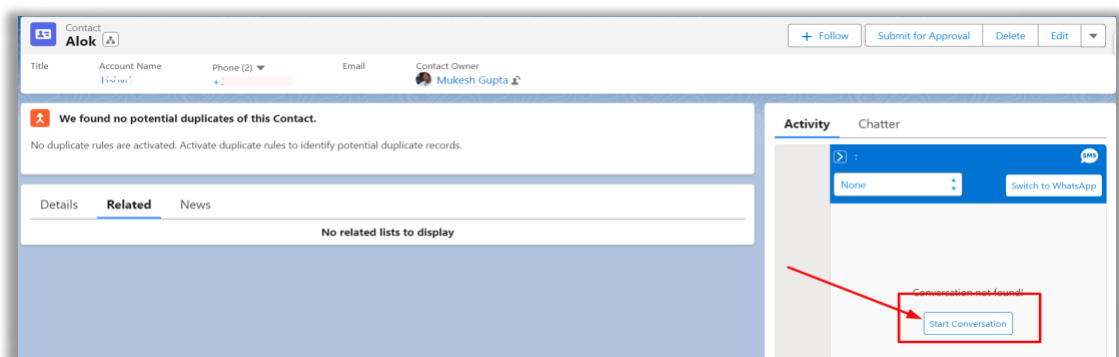 Contact
Alok
+ Follow
Submit for Approval
Delete
Edit
Title
Account Name
Phone (2)
Email
Contact Owner
Mukesh Gupta
We found no potential duplicates of this Contact.
No duplicate rules are activated. Activate duplicate rules to identify potential duplicate records.
Details
Related
News
No related lists to display
Activity
Chatter
:
SMS
None
Switch to WhatsApp
Conversation not found!
Start Conversation